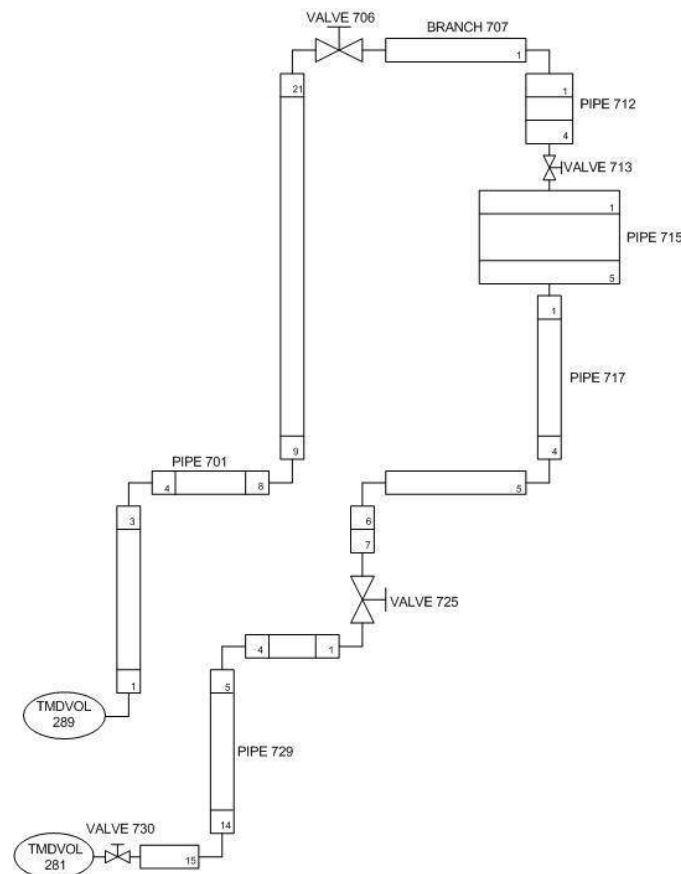 VALVE 706
BRANCH 707
1
21
1
PIPE 712
4
VALVE 713
1
PIPE 715
5
1
PIPE 717
9
4
PIPE 701
4
8
5
3
6
7
VALVE 725
4
1
1
5
TMDVOL
289
PIPE 729
14
VALVE 730
TMDVOL
281
15